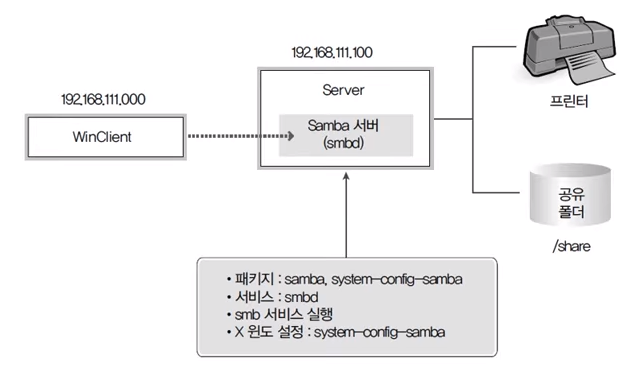 192.168.111.100
Server
Samba 서버
(smbd)
192.168.111.000
WinClient
프린터
공유
폴더
/share
• 패키지 : samba, system-config-samba
• 서비스 : smbd
• smb 서비스 실행
• X 윈도 설정 : system-config-samba